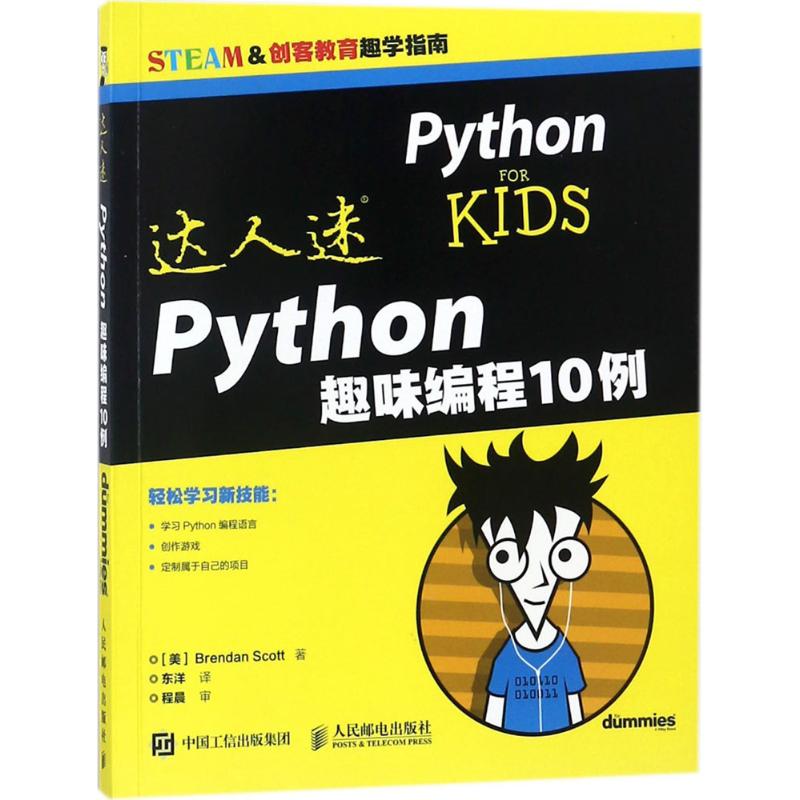 STEAM&创客教育趣学指南
Python
FOR
KIDS
达人迷®
Python
趣味编程10例
轻松学习新技能:
• 学习 Python 编程语言
• 创作游戏
• 定制属于自己的项目
[美] Brendan Scott 著
东洋 译
程晨 审
中国工信出版集团
人民邮电出版社
POSTS & TELECOM PRESS
010110
010011
dummies
A Wiley Brand
达人迷
Python 趣味编程10例
dummies
人民邮电出版社